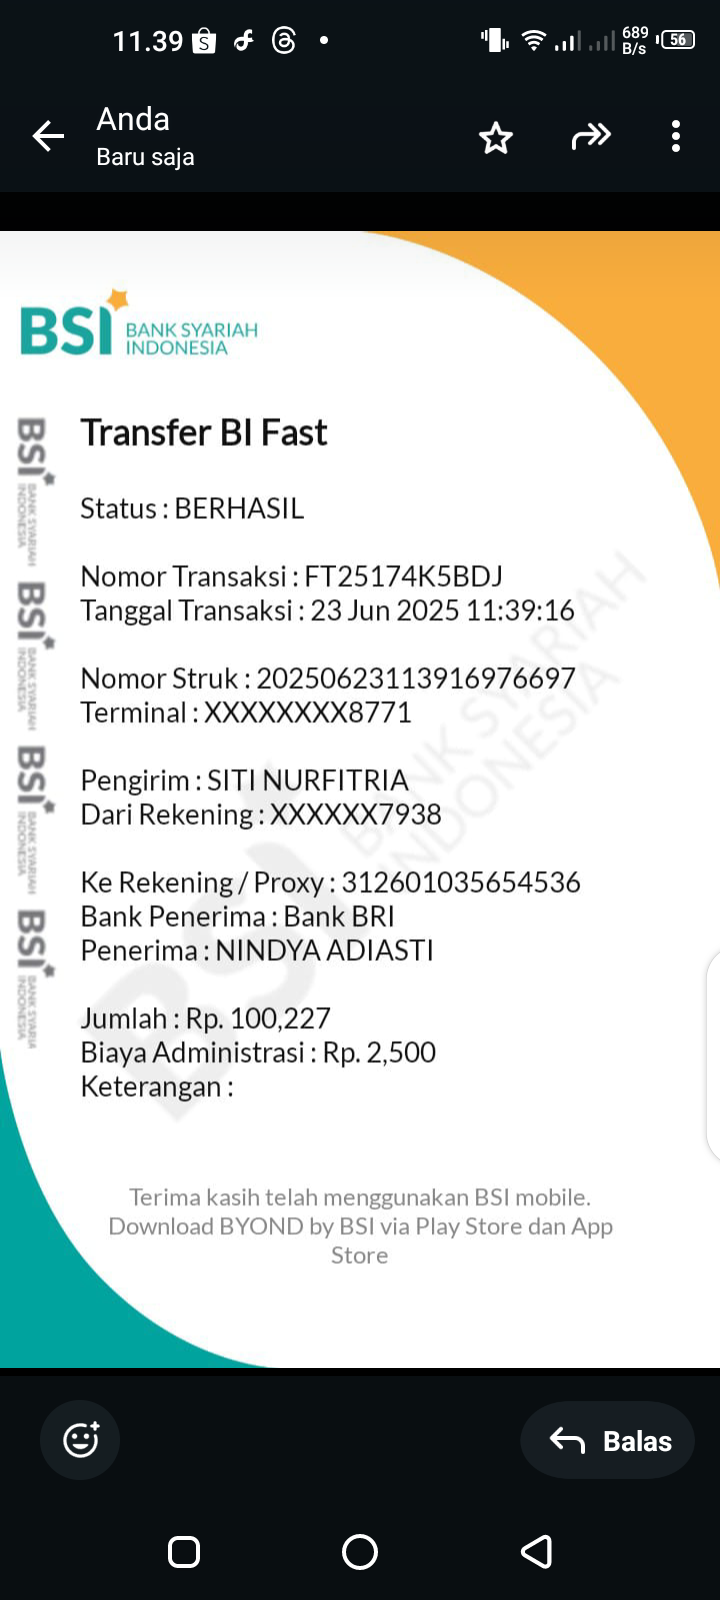 11.39
689
B/s
56
Anda
Baru saja
BSI BANK SYARIAH
INDONESIA
Transfer BI Fast
Status : BERHASIL
Nomor Transaksi : FT25174K5BDJ
Tanggal Transaksi : 23 Jun 2025 11:39:16
Nomor Struk : 20250623113916976697
Terminal : XXXXXXXX8771
Pengirim : SITI NURFITRIA
Dari Rekening : XXXXXX7938
Ke Rekening / Proxy : 312601035654536
Bank Penerima : Bank BRI
Penerima : NINDYA ADIASTI
Jumlah : Rp. 100,227
Biaya Administrasi : Rp. 2,500
Keterangan :
BSI BANK SYARIAH INDONESIA
BSI BANK SYARIAH INDONESIA
BSI BANK SYARIAH INDONESIA
BSI BANK SYARIA INDONESIA
BSI BANK SYARIAH INDONESIA
Terima kasih telah menggunakan BSI mobile.
Download BYOND by BSI via Play Store dan App
Store
Balas